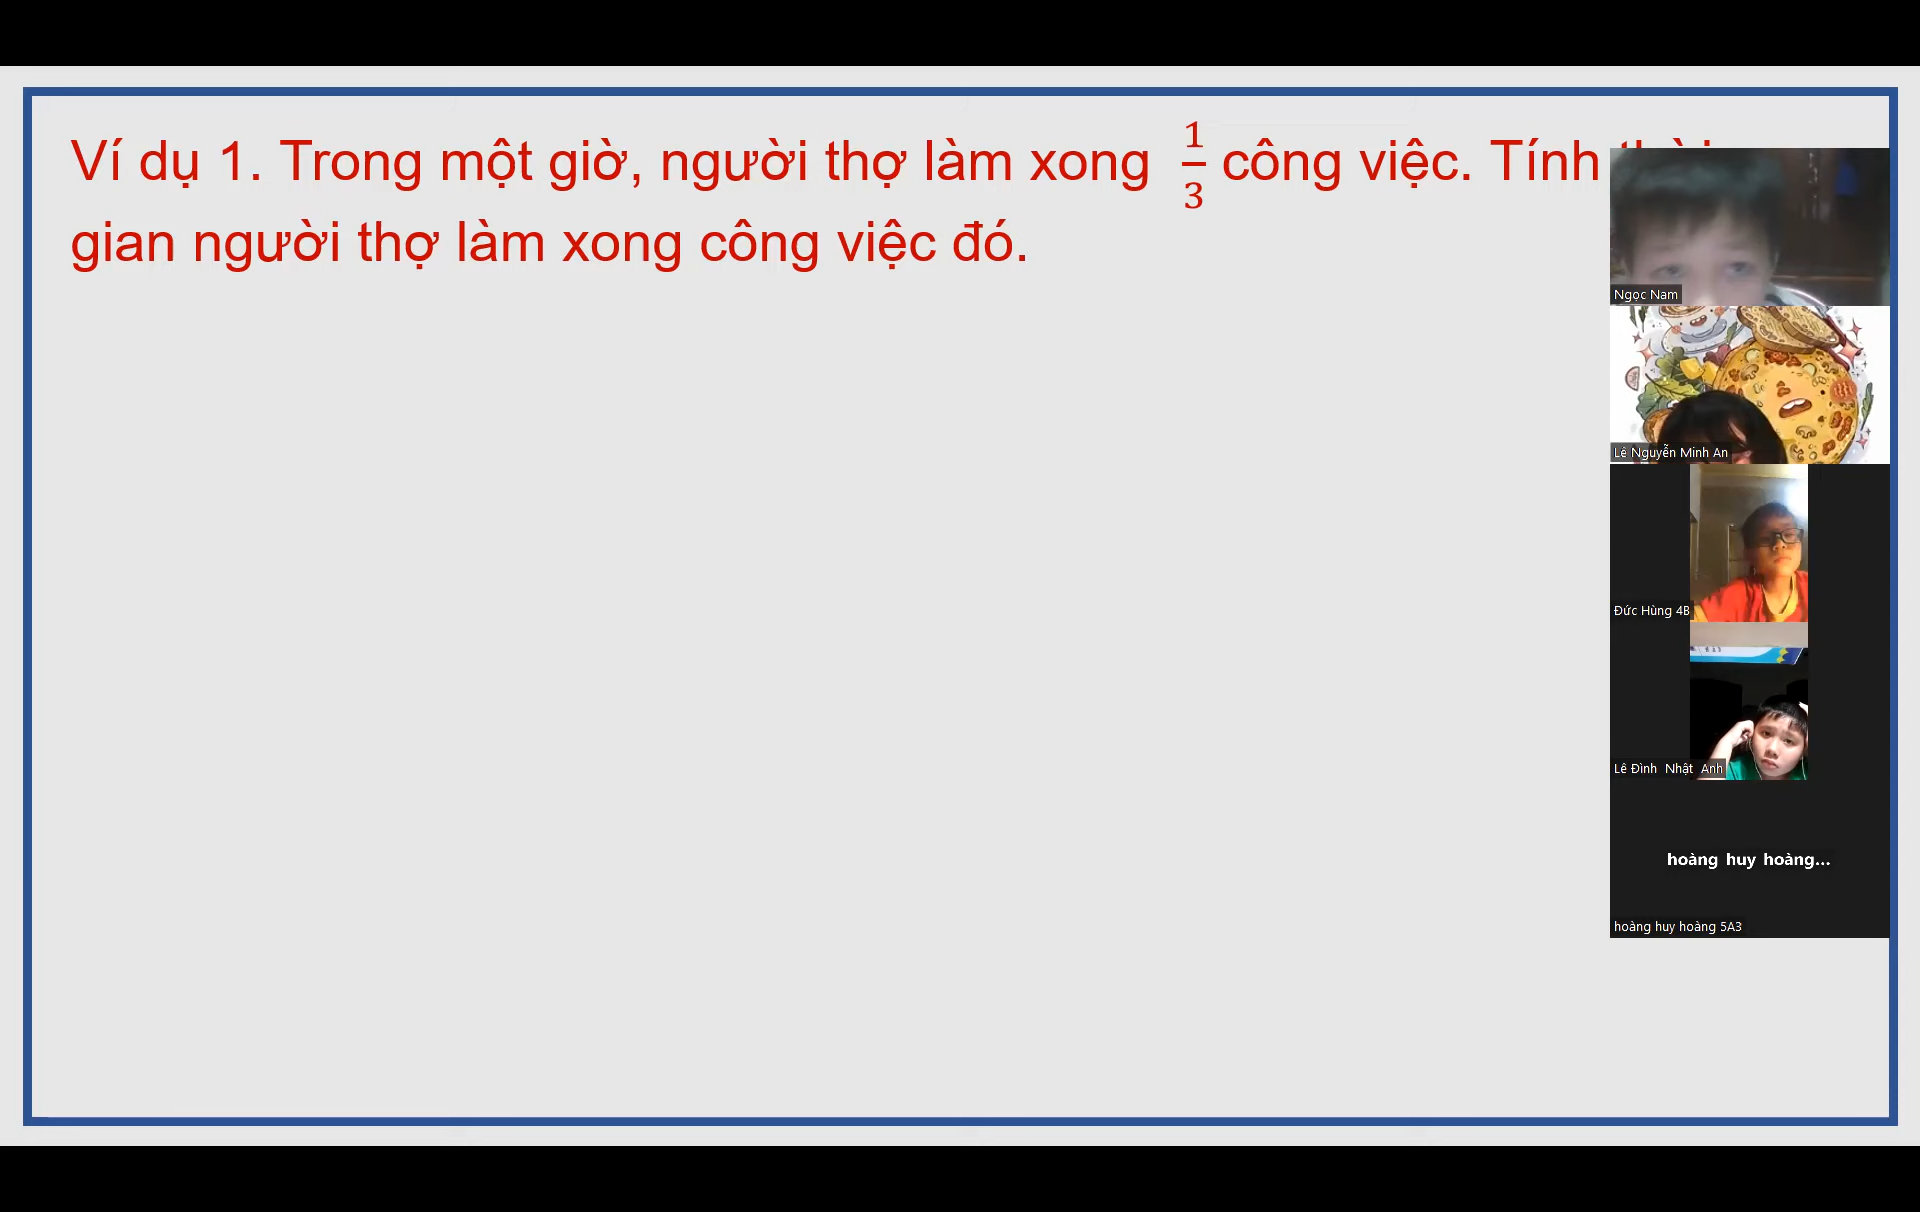 Ví dụ 1. Trong một giờ, người thợ làm xong 1/3 công việc. Tính
gian người thợ làm xong công việc đó.
Ngọc Nam
Lê Nguyễn Minh An
Đức Hùng 4B
Lê Đình Nhật Anh
hoàng huy hoàng...
hoàng huy hoàng 5A3